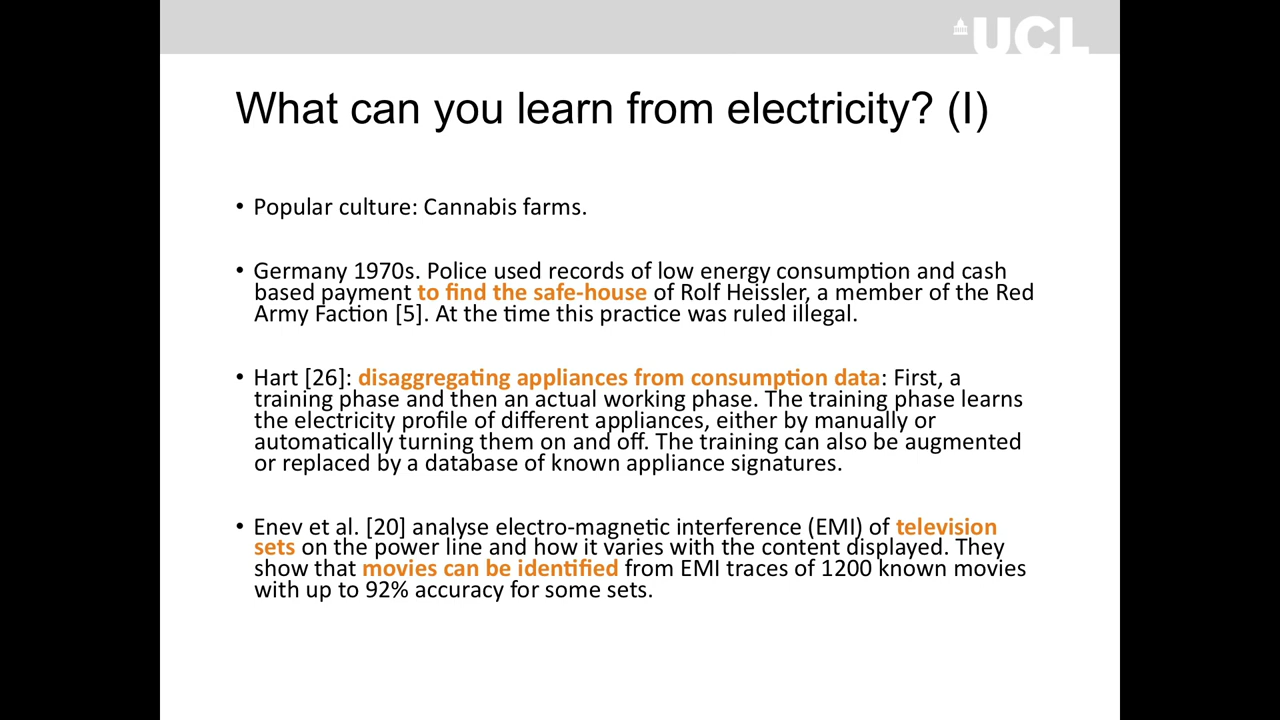 UCL
What can you learn from electricity? (I)
• Popular culture: Cannabis farms.
• Germany 1970s. Police used records of low energy consumption and cash
based payment to find the safe-house of Rolf Heissler, a member of the Red
Army Faction [5]. At the time this practice was ruled illegal.
• Hart [26]: disaggregating appliances from consumption data: First, a
training phase and then an actual working phase. The training phase learns
the electricity profile of different appliances, either by manually or
automatically turning them on and off. The training can also be augmented
or replaced by a database of known appliance signatures.
• Enev et al. [20] analyse electro-magnetic interference (EMI) of television
sets on the power line and how it varies with the content displayed. They
show that movies can be identified from EMI traces of 1200 known movies
with up to 92% accuracy for some sets.